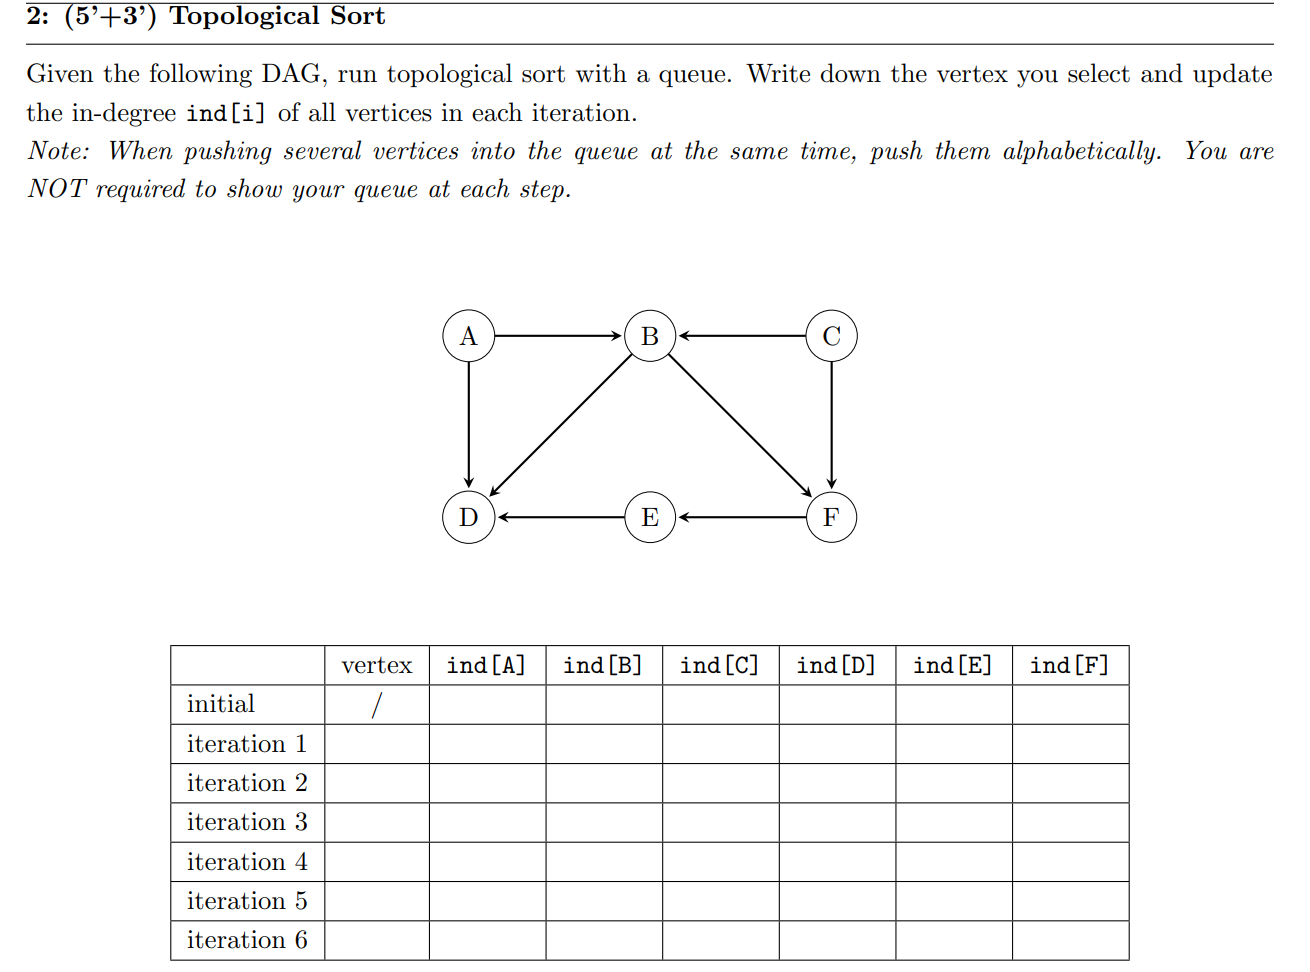 2: (5’+3’) Topological Sort
Given the following DAG, run topological sort with a queue. Write down the vertex you select and update
the in-degree ind[i] of all vertices in each iteration.
Note: When pushing several vertices into the queue at the same time, push them alphabetically. You are
NOT required to show your queue at each step.
A B C
D E F
vertex ind[A] ind[B] ind[C] ind[D] ind[E] ind[F]
initial /
iteration 1
iteration 2
iteration 3
iteration 4
iteration 5
iteration 6